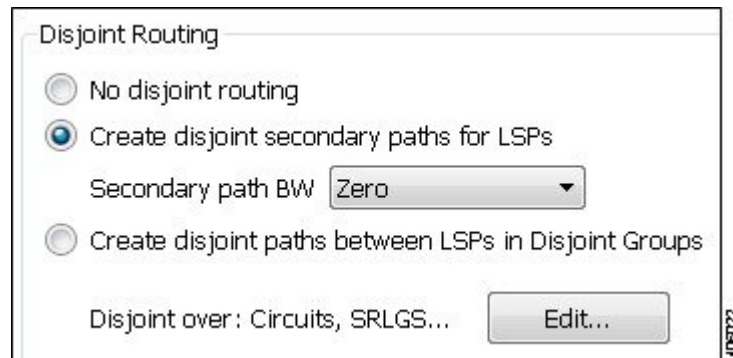 Disjoint Routing
No disjoint routing
Create disjoint secondary paths for LSPs
Secondary path BW Zero
Create disjoint paths between LSPs in Disjoint Groups
Disjoint over: Circuits, SRLGS... Edit...